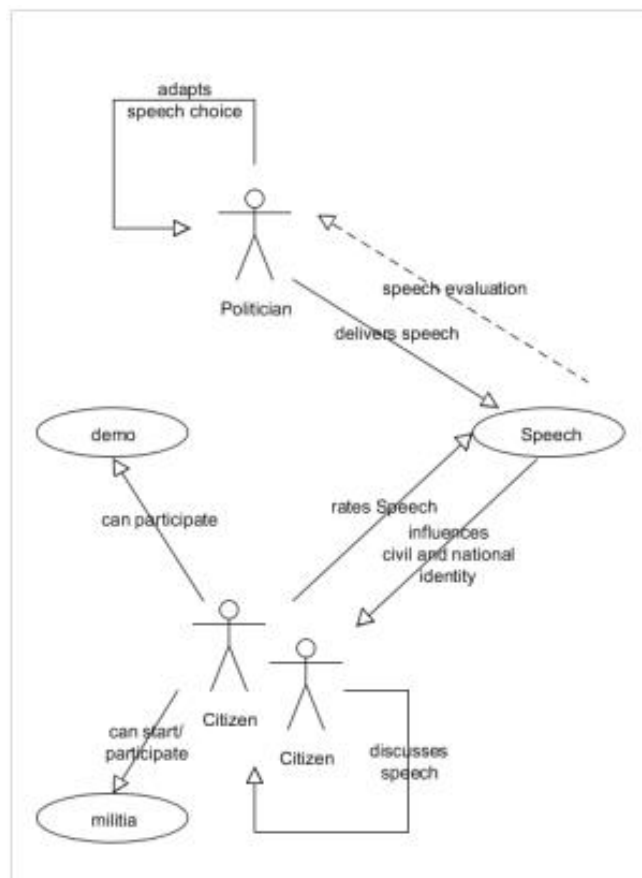 adapts
speech choice
Politician
speech evaluation
delivers speech
demo
Speech
can participate
rates Speech
influences
civil and national
identity
Citizen
Citizen
can start/
participate
discusses
speech
militia